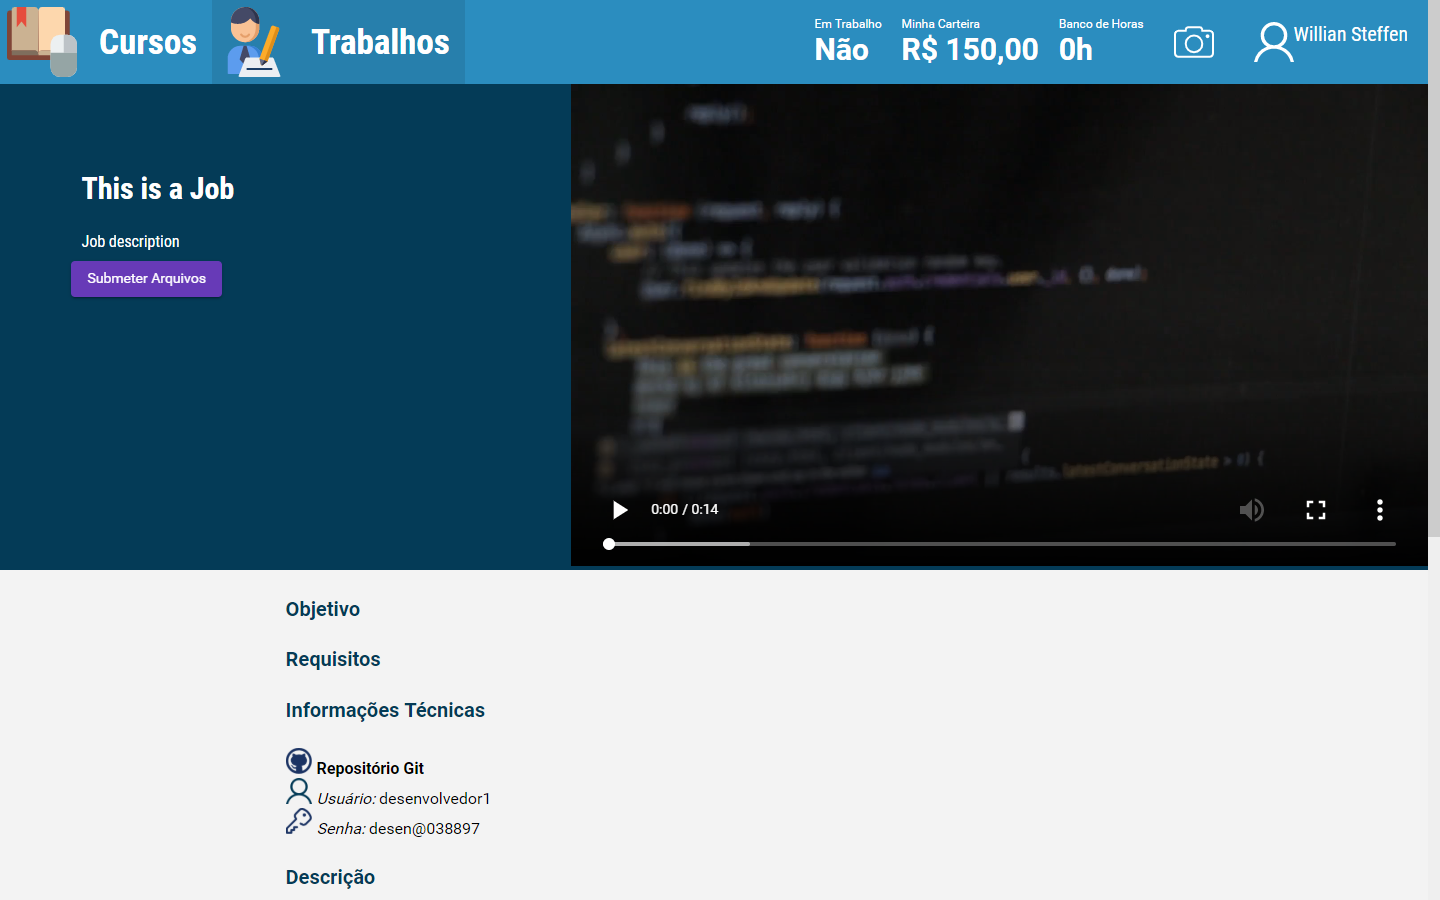 Cursos
Trabalhos
Em Trabalho
Não
Minha Carteira
R$ 150,00
Banco de Horas
0h
Willian Steffen
This is a Job
Job description
Submeter Arquivos
latestConversationState > 0) {
0:00 / 0:14
Objetivo
Requisitos
Informações Técnicas
Repositório Git
Usuário: desenvolvedor1
Senha: desen@038897
Descrição